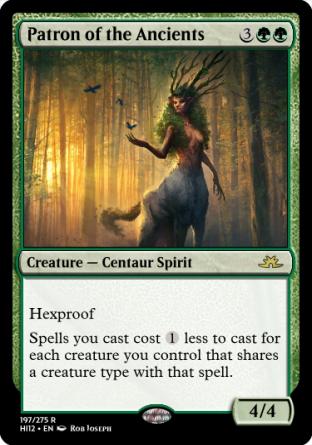 Patron of the Ancients 3
Creature — Centaur Spirit
Hexproof
Spells you cast cost 1 less to cast for
each creature you control that shares
a creature type with that spell.
197/275 R
HI12 • EN Rob Joseph
4/4